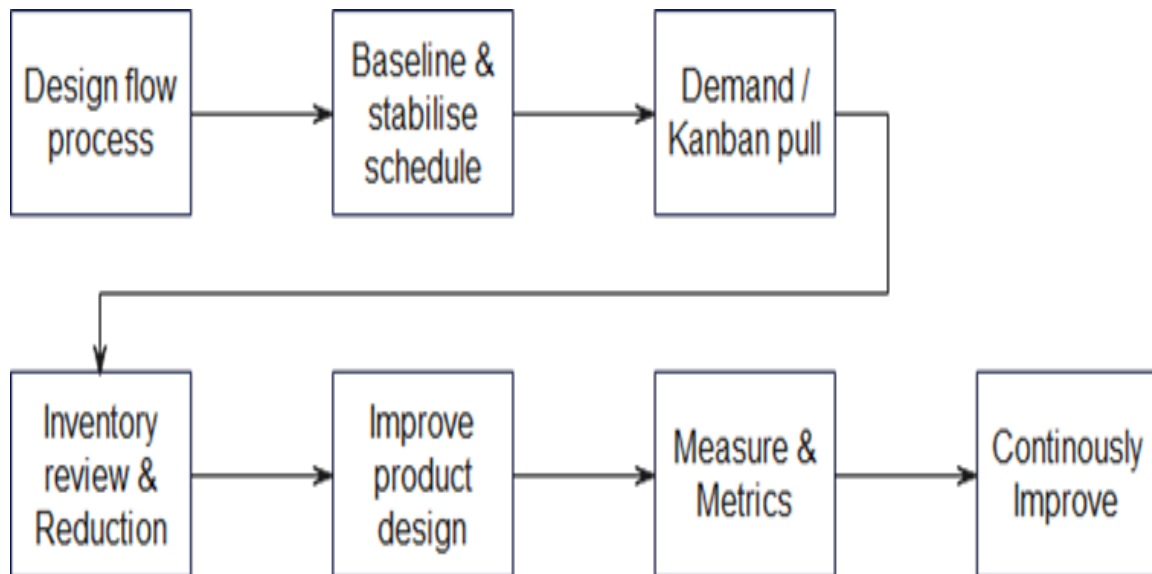 Design flow
process
Baseline &
stabilise
schedule
Demand /
Kanban pull
Inventory
review &
Reduction
Improve
product
design
Measure &
Metrics
Continously
Improve